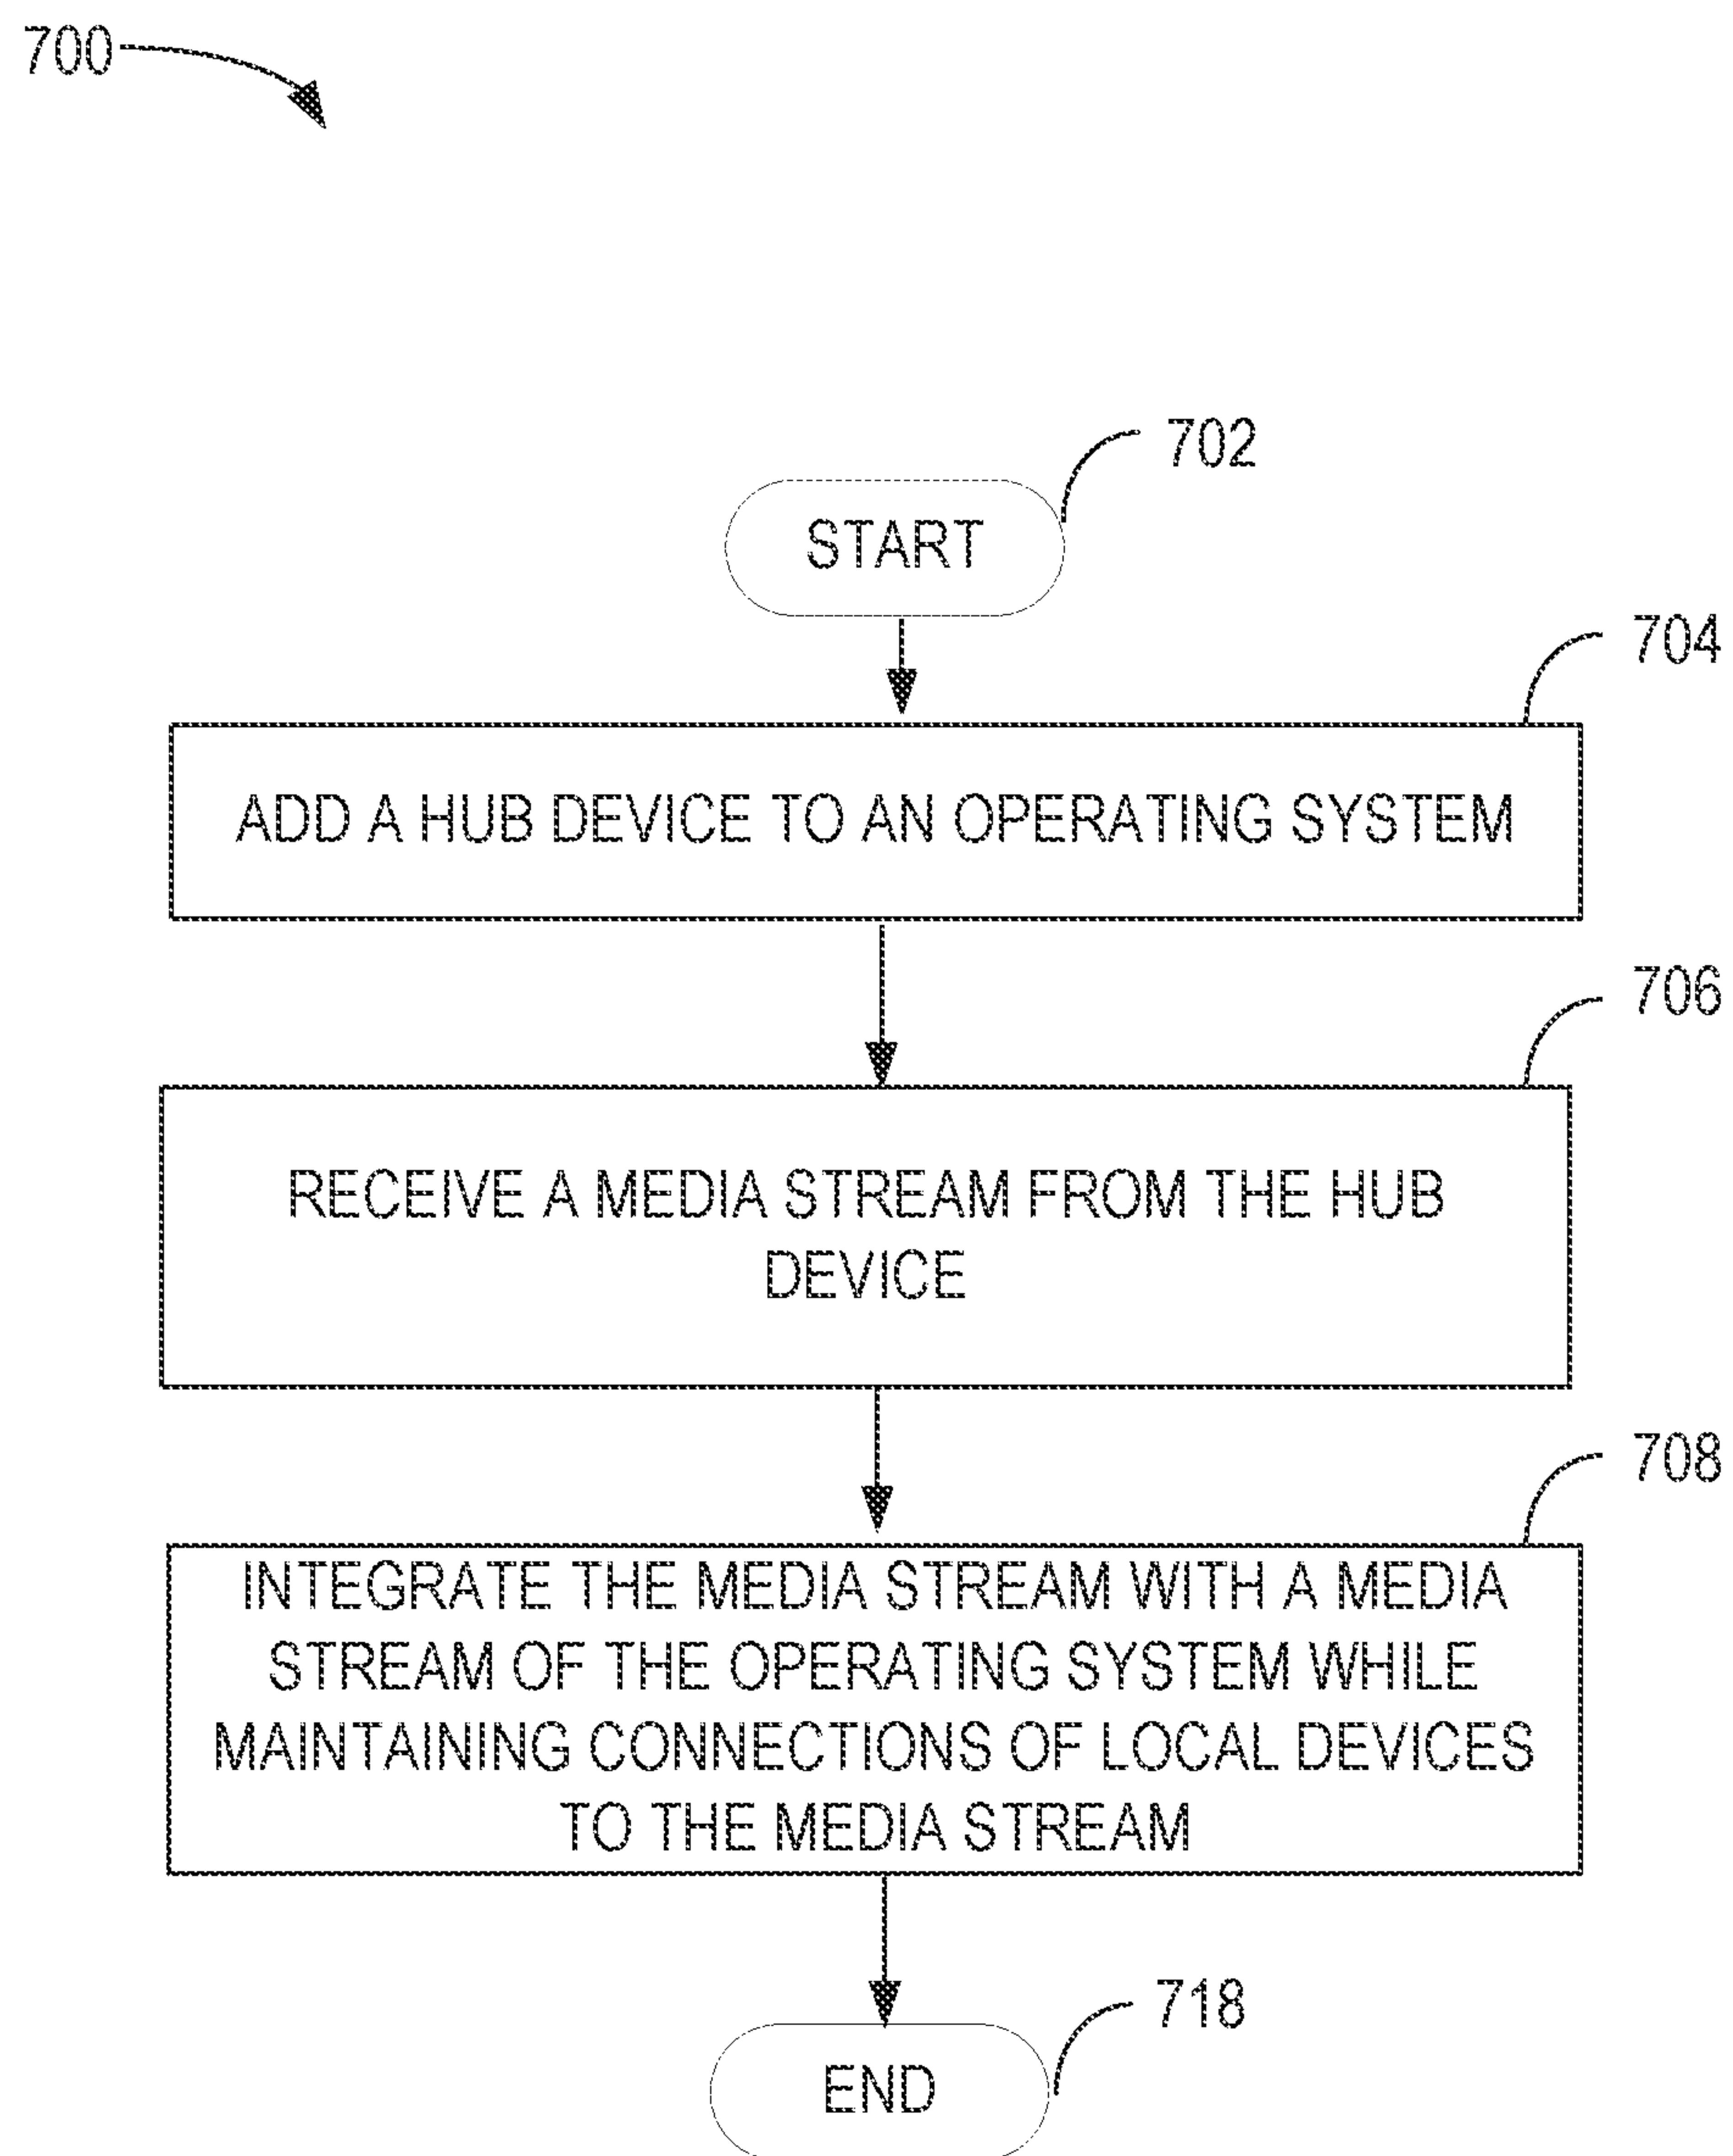 700
702
START
704
ADD A HUB DEVICE TO AN OPERATING SYSTEM
706
RECEIVE A MEDIA STREAM FROM THE HUB
DEVICE
708
INTEGRATE THE MEDIA STREAM WITH A MEDIA
STREAM OF THE OPERATING SYSTEM WHILE
MAINTAINING CONNECTIONS OF LOCAL DEVICES
TO THE MEDIA STREAM
718
END